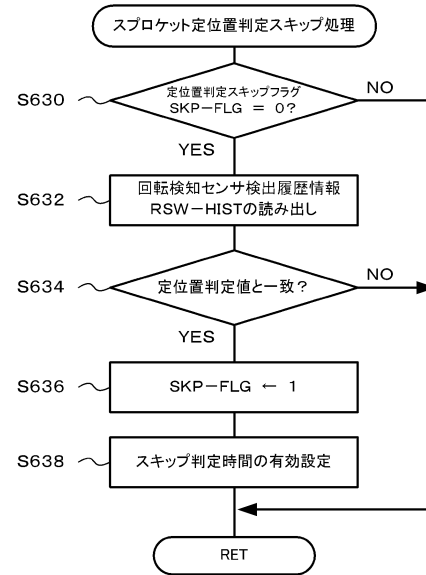 スプロケット定位置判定スキップ処理
S630
定位置判定スキップフラグ
SKP-FLG = 0?
NO
YES
S632
回転検知センサ検出履歴情報
RSW-HISTの読み出し
S634
定位置判定値と一致?
NO
YES
S636
SKP-FLG ← 1
S638
スキップ判定時間の有効設定
RET